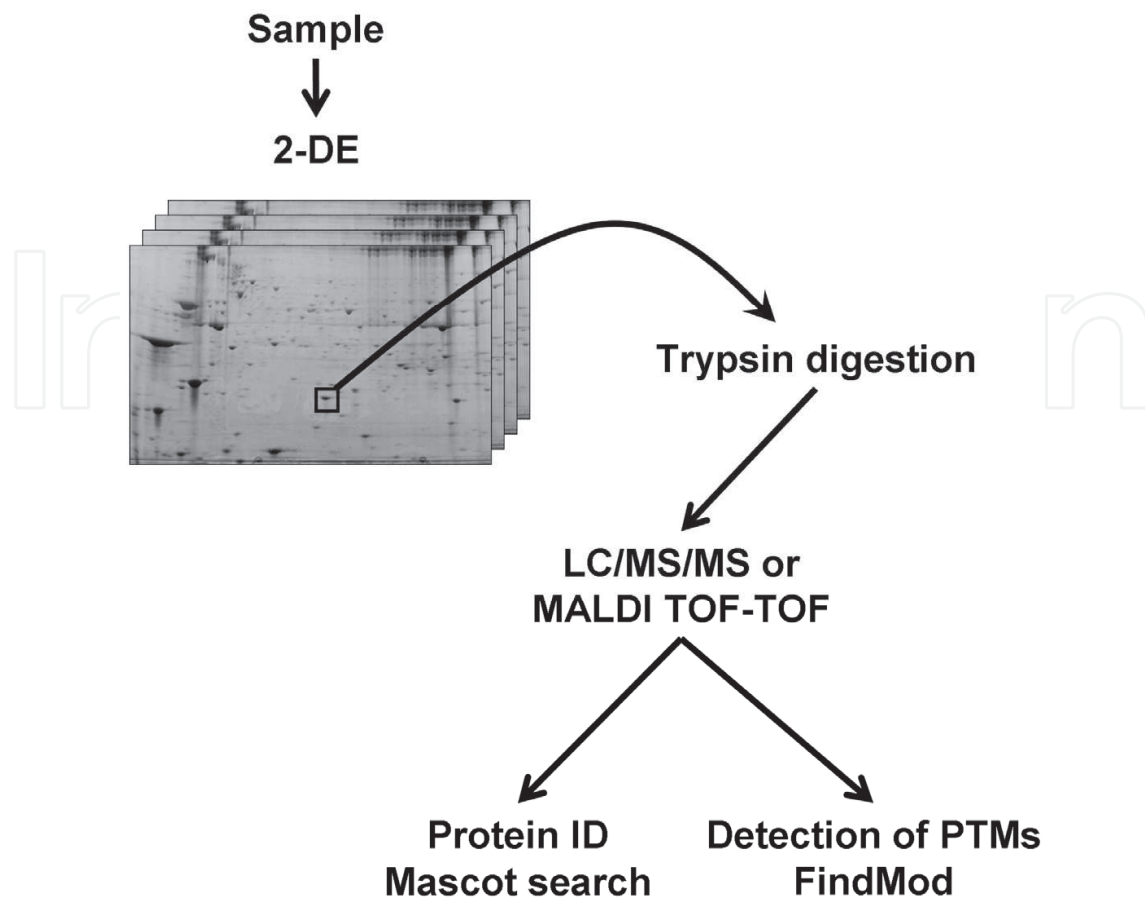 Sample
2-DE
Trypsin digestion
LC/MS/MS or
MALDI TOF-TOF
Protein ID
Mascot search
Detection of PTMs
FindMod